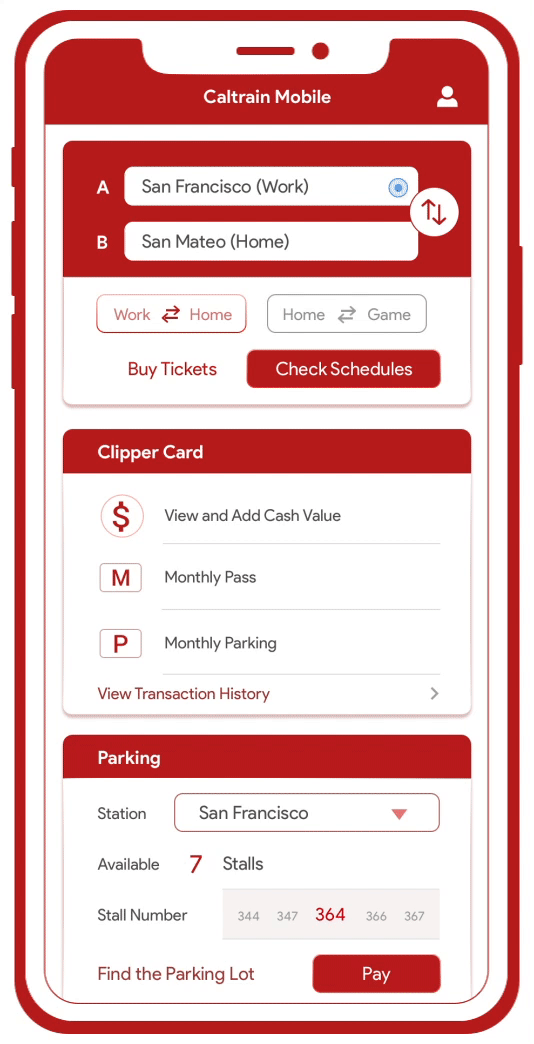 Caltrain Mobile
A San Francisco (Work)
B San Mateo (Home)
Work Home
Home Game
Buy Tickets Check Schedules
Clipper Card
$ View and Add Cash Value
M Monthly Pass
P Monthly Parking
View Transaction History
Parking
Station San Francisco
Available 7 Stalls
Stall Number 344 347 364 366 367
Find the Parking Lot Pay